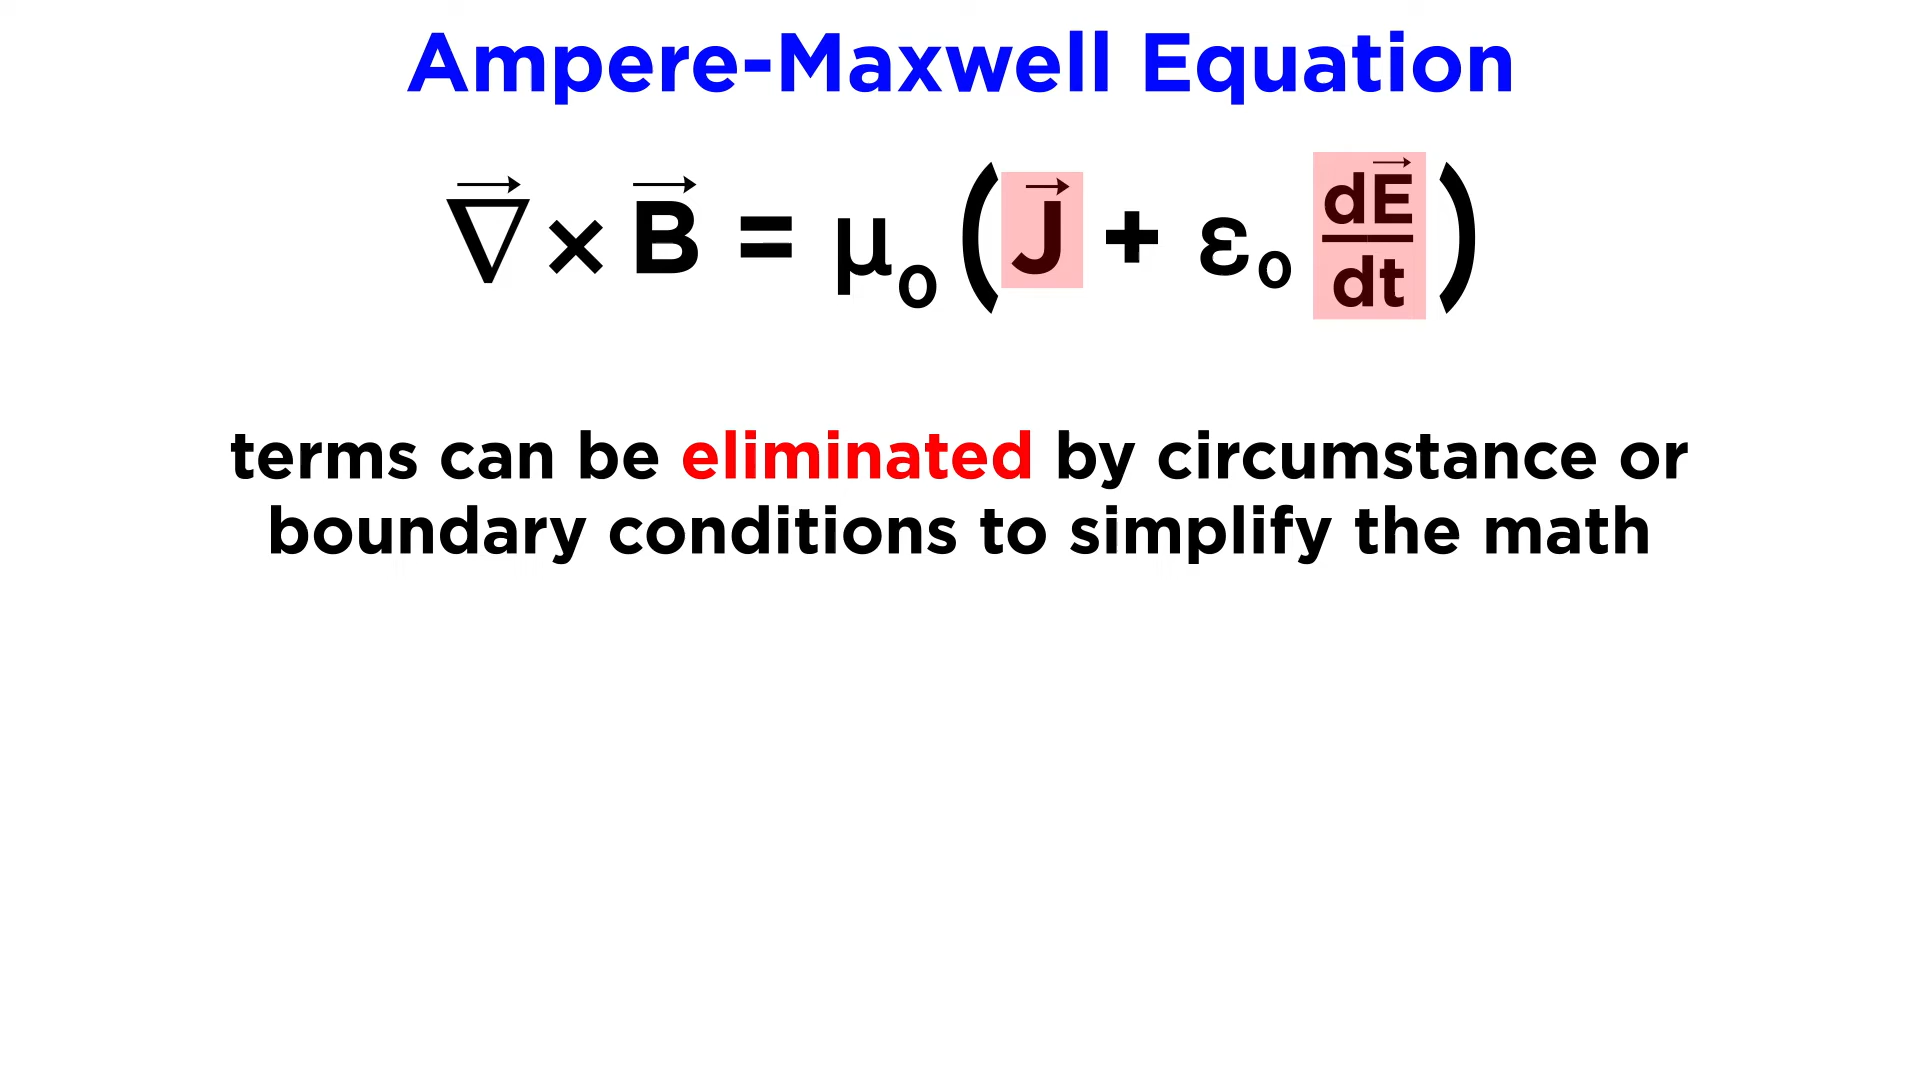 Ampere-Maxwell Equation
∇⃗ × B⃗ = μ₀ (J⃗ + ε₀ dE⃗/dt)
terms can be eliminated by circumstance or
boundary conditions to simplify the math